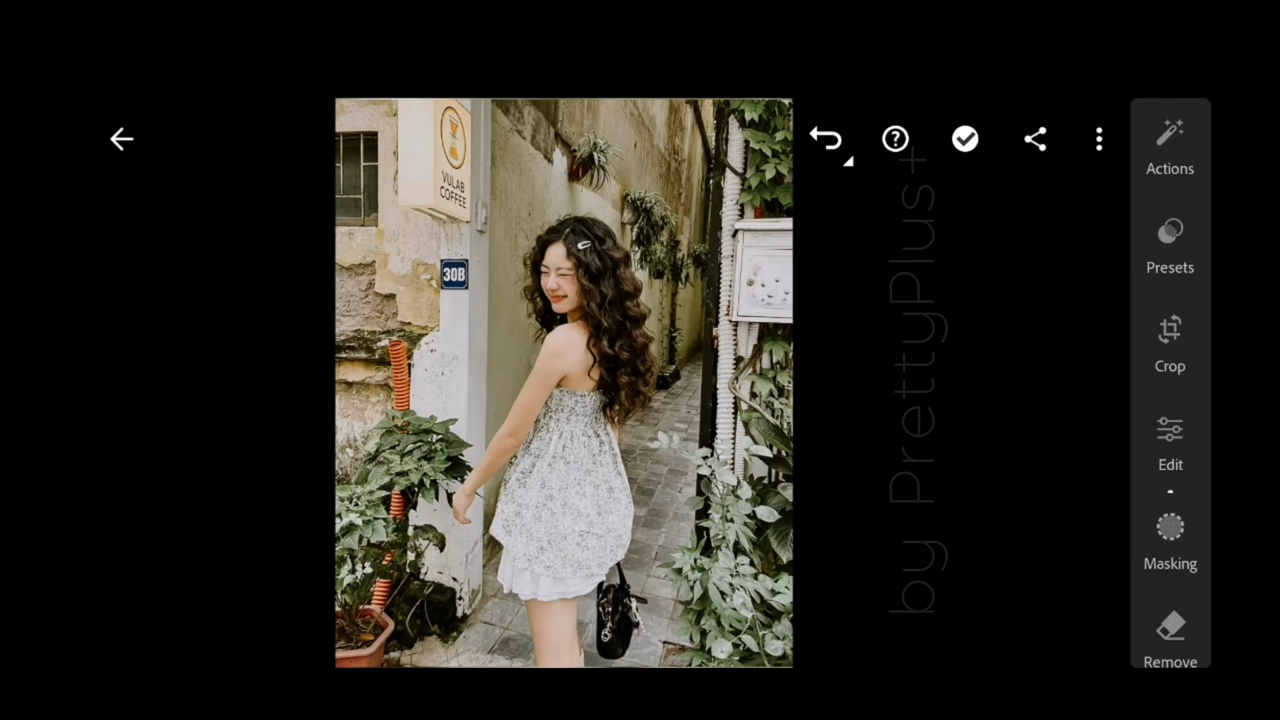 VULAB
COFFEE
30B
by PrettyPlus+
Actions
Presets
Crop
Edit
Masking
Remove